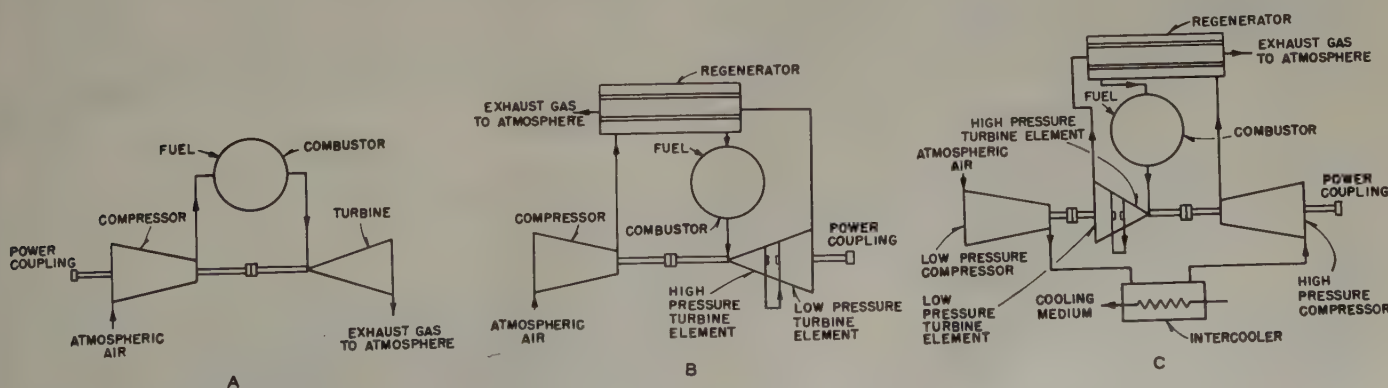 FUEL
COMBUSTOR
COMPRESSOR
TURBINE
POWER
COUPLING
ATMOSPHERIC
AIR
EXHAUST GAS
TO ATMOSPHERE
A
REGENERATOR
EXHAUST GAS
TO ATMOSPHERE
FUEL
COMPRESSOR
COMBUSTOR
POWER
COUPLING
ATMOSPHERIC
AIR
HIGH
PRESSURE
TURBINE
ELEMENT
LOW PRESSURE
TURBINE
ELEMENT
B
REGENERATOR
EXHAUST GAS
TO ATMOSPHERE
FUEL
HIGH PRESSURE
TURBINE ELEMENT
COMBUSTOR
ATMOSPHERIC
AIR
POWER
COUPLING
LOW PRESSURE
COMPRESSOR
LOW
PRESSURE
TURBINE
ELEMENT
COOLING
MEDIUM
HIGH
PRESSURE
COMPRESSOR
INTERCOOLER
C